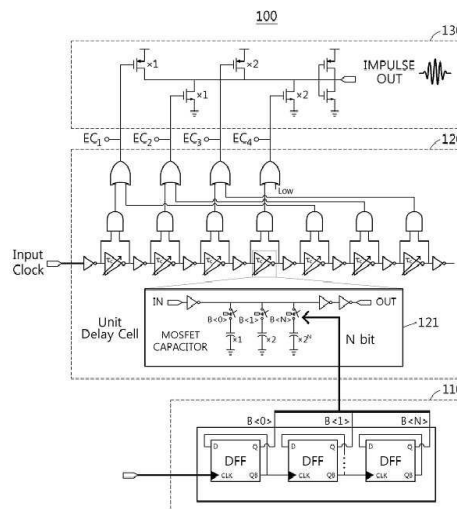 100
130
×1
×2
IMPULSE
OUT
×1
×2
EC1 EC2 EC3 EC4
120
Low
Input
Clock
Unit
Delay Cell
IN
OUT
B<0> B<1> B<N>
MOSFET
CAPACITOR
×1 ×2 ×2^N
121
N bit
110
B<0> B<1> B<N>
D Q D Q D Q
DFF DFF DFF
CLK QB CLK QB CLK QB